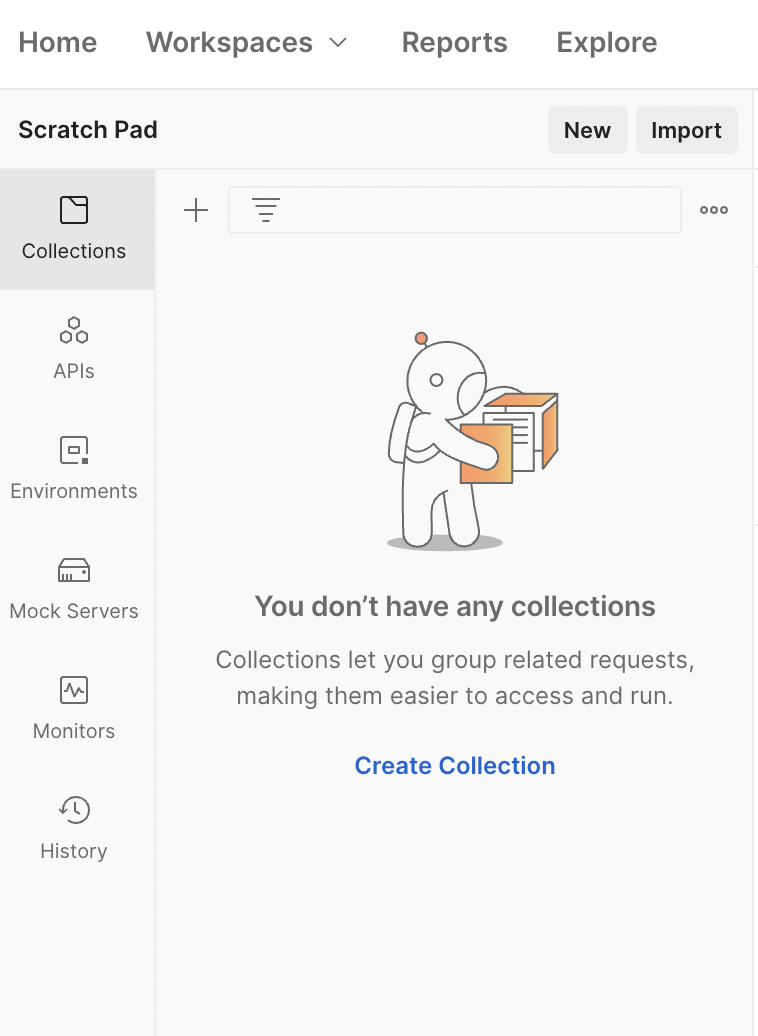 Home Workspaces Reports Explore
Scratch Pad New Import
Collections
APIs
Environments
Mock Servers
Monitors
History
You don’t have any collections
Collections let you group related requests,
making them easier to access and run.
Create Collection